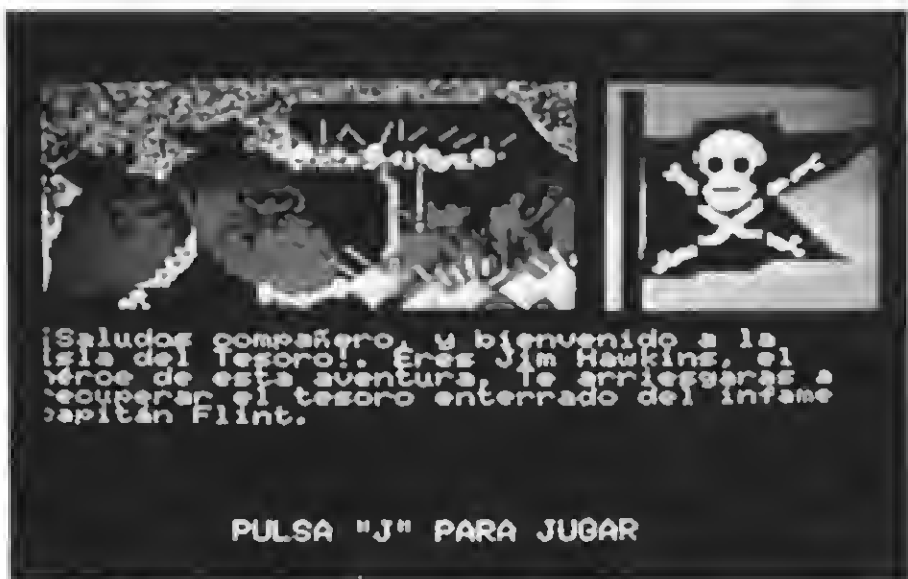 ¡Saludos compañero, y bienvenido a la
isla del Tesoro!. Eres Jim Hawkins, el
héroe de esta aventura. Te arriesgaras a
recuperar el tesoro enterrado del infame
capitán Flint.
PULSA "J" PARA JUGAR